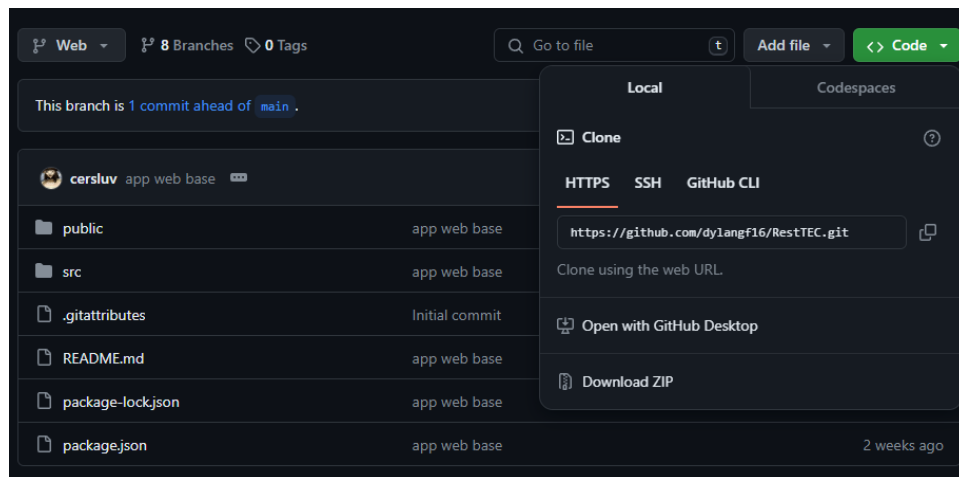 Web 8 Branches 0 Tags Go to file t Add file Code
This branch is 1 commit ahead of main .
Local Codespaces
Clone
HTTPS SSH GitHub CLI
https://github.com/dylangf16/RestTEC.git
Clone using the web URL.
Open with GitHub Desktop
Download ZIP
cersluv app web base
public app web base
src app web base
.gitattributes Initial commit
README.md app web base
package-lock.json app web base
package.json app web base 2 weeks ago